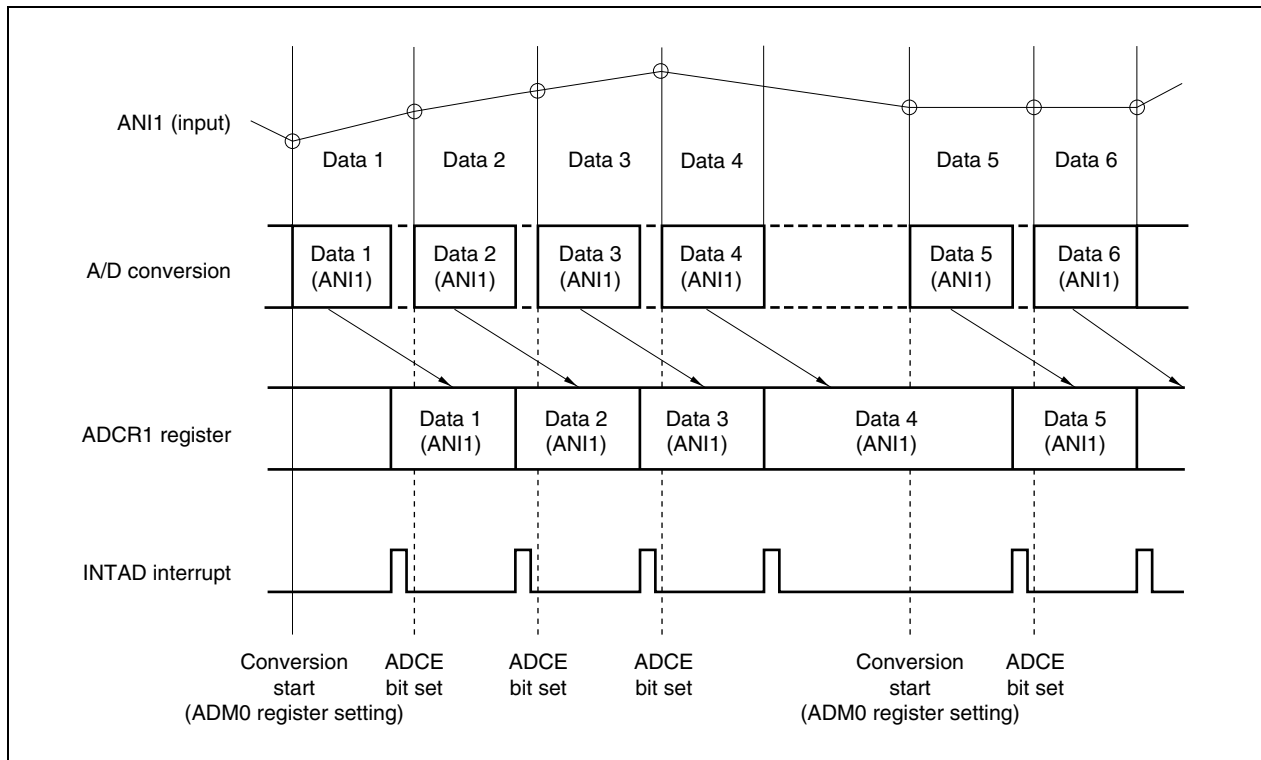 ANI1 (input)
Data 1 Data 2 Data 3 Data 4 Data 5 Data 6
A/D conversion
Data 1 (ANI1)
Data 2 (ANI1)
Data 3 (ANI1)
Data 4 (ANI1)
Data 5 (ANI1)
Data 6 (ANI1)
ADCR1 register
Data 1 (ANI1)
Data 2 (ANI1)
Data 3 (ANI1)
Data 4 (ANI1)
Data 5 (ANI1)
INTAD interrupt
Conversion
start
(ADM0 register setting)
ADCE
bit set
ADCE
bit set
ADCE
bit set
Conversion
start
(ADM0 register setting)
ADCE
bit set